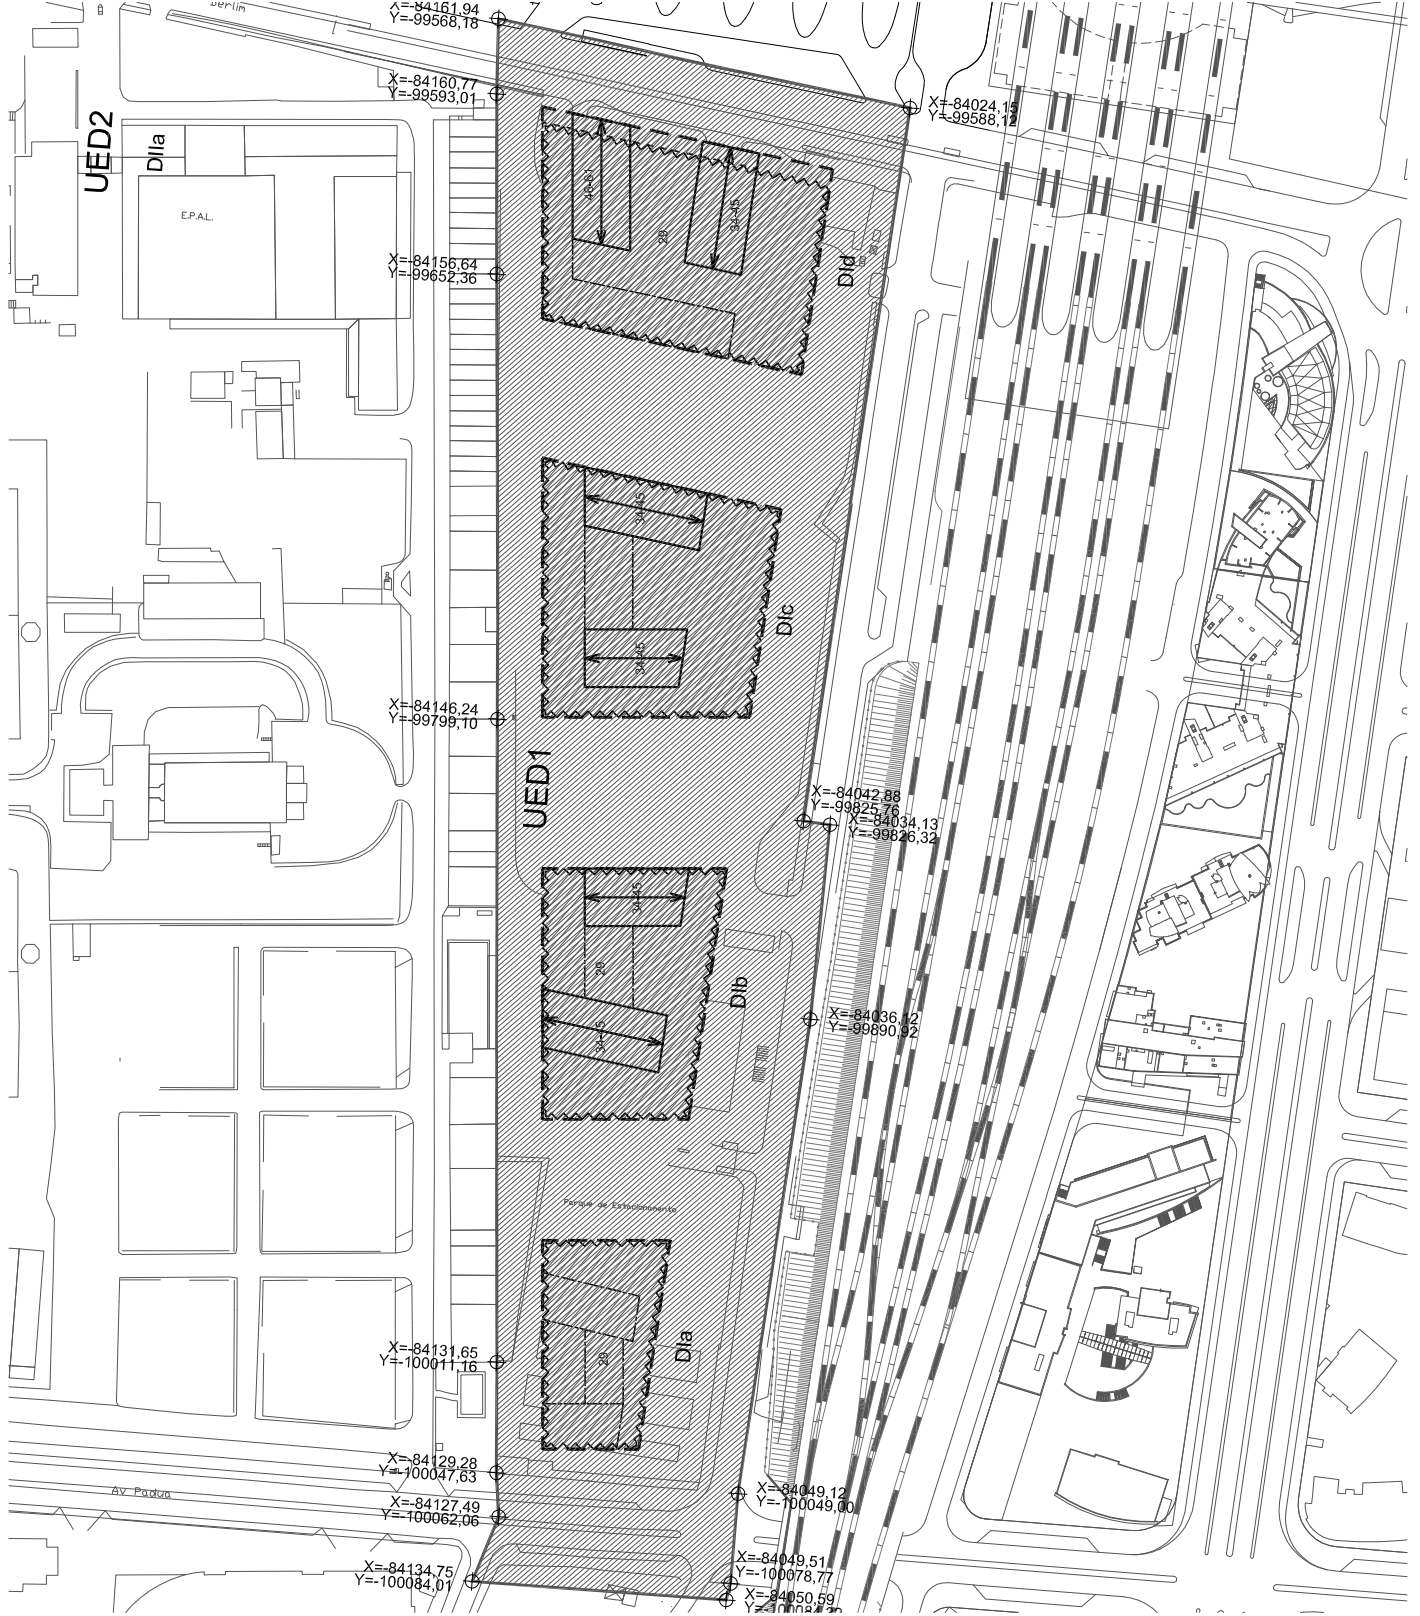 X=-84161,94
Y=-99568,18
Berlim
X=-84160,77
Y=-99593,01
X=-84024,15
Y=-99588,12
UED2
DIIa
E.P.A.L.
46-61
34-45
29
DId
X=-84156,64
Y=-99652,36
34-45
34-45
DIc
X=-84146,24
Y=-99799,10
UED1
X=-84042,88
Y=-99825,76
X=-84034,13
Y=-99826,32
34-45
29
34-45
DIb
X=-84036,12
Y=-99890,92
Parque de Estacionamento
29
DIa
X=-84131,65
Y=-100011,16
X=-84129,28
Y=-100047,63
Av Padua
X=-84127,49
Y=-100062,06
X=-84049,12
Y=-100049,00
X=-84134,75
Y=-100084,01
X=-84049,51
Y=-100078,77
X=-84050,59